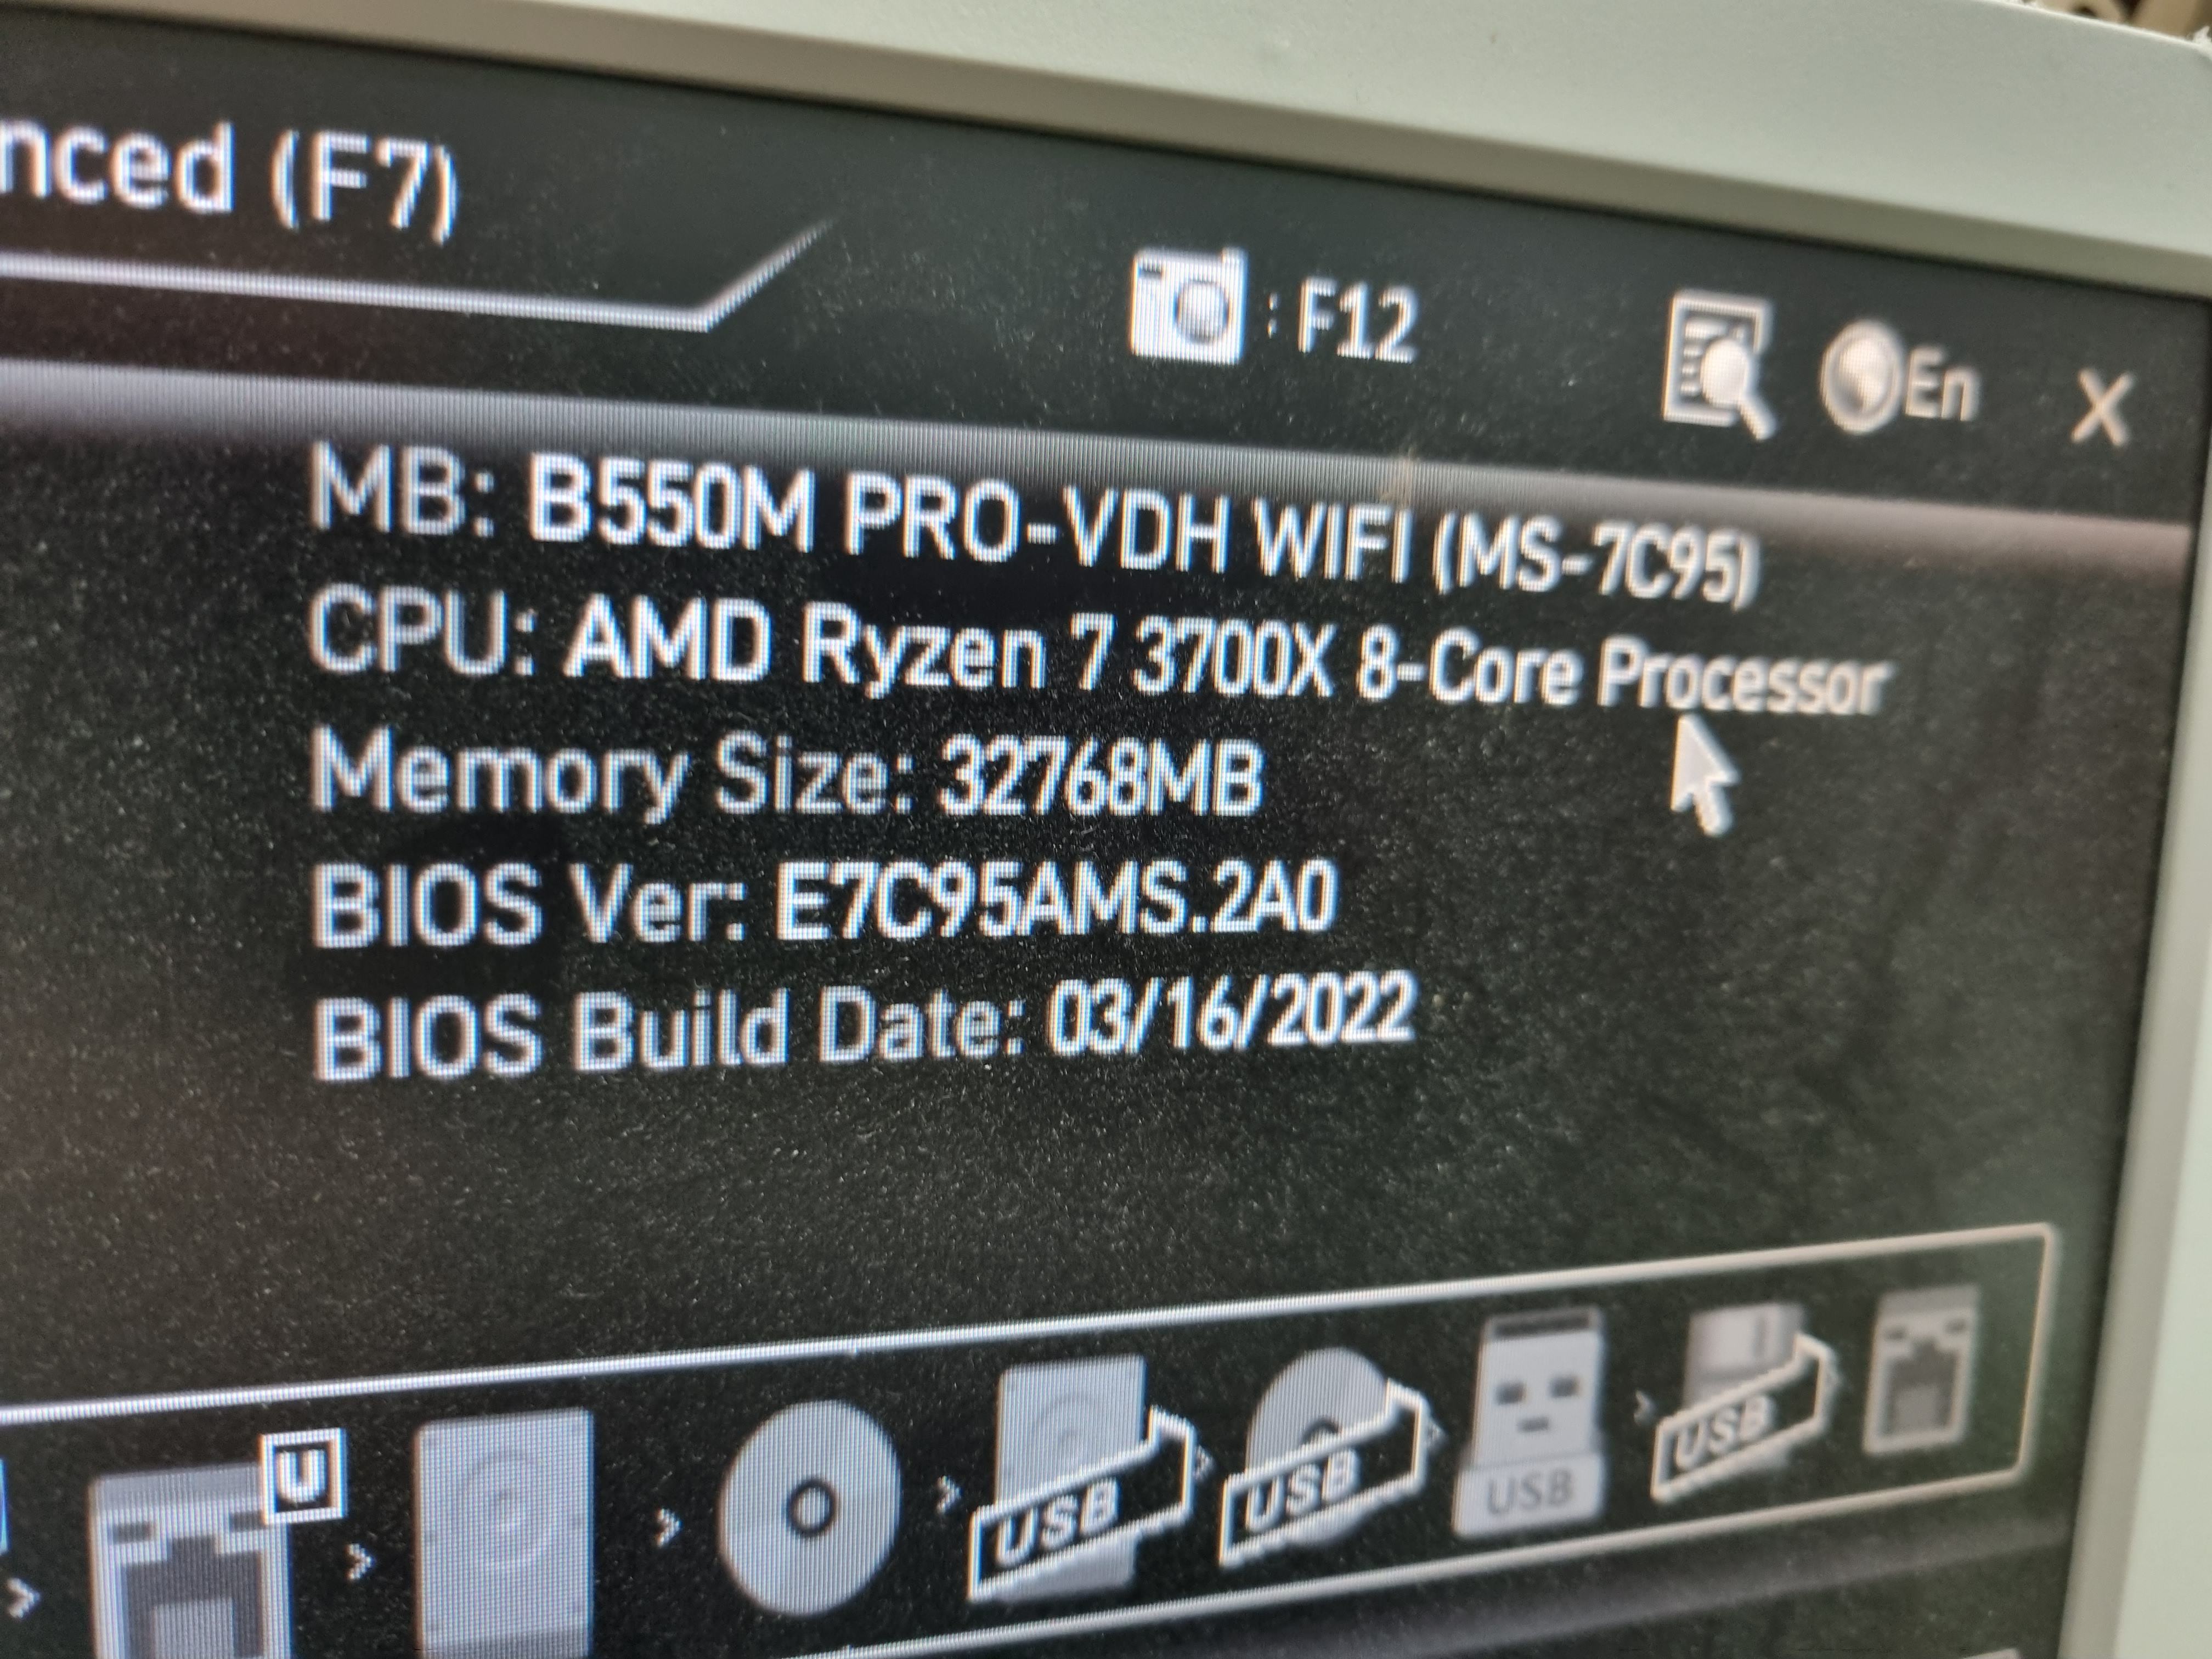 nced (F7)
: F12
En
X
MB: B550M PRO-VDH WIFI (MS-7C95)
CPU: AMD Ryzen 7 3700X 8-Core Processor
Memory Size: 32768MB
BIOS Ver: E7C95AMS.2A0
BIOS Build Date: 03/16/2022
U
USB
USB
USB
USB